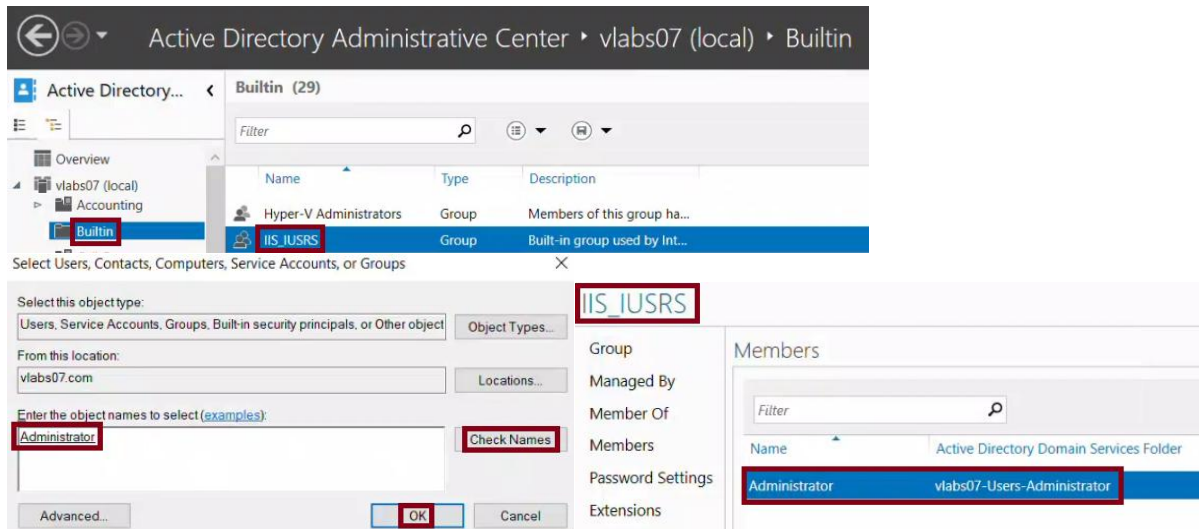 Active Directory Administrative Center ‣ vlabs07 (local) ‣ Builtin
Active Directory...
Builtin (29)
Filter
Overview
vlabs07 (local)
Accounting
Builtin
Name Type Description
Hyper-V Administrators Group Members of this group ha...
IIS_IUSRS Group Built-in group used by Int...
Select Users, Contacts, Computers, Service Accounts, or Groups
Select this object type:
Users, Service Accounts, Groups, Built-in security principals, or Other object
Object Types...
From this location:
vlabs07.com
Locations...
Enter the object names to select (examples):
Administrator
Check Names
Advanced...
OK
Cancel
IIS_IUSRS
Group
Managed By
Member Of
Members
Password Settings
Extensions
Members
Filter
Name Active Directory Domain Services Folder
Administrator vlabs07-Users-Administrator